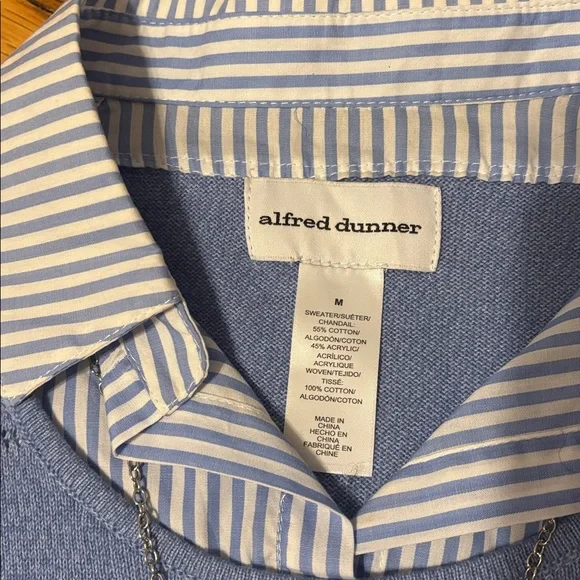 alfred dunner
M
SWEATER/SUÉTER/
CHANDAIL:
55% COTTON/
ALGODÓN/COTON
45% ACRYLIC/
ACRÍLICO/
ACRYLIQUE
WOVEN/TEJIDO/
TISSÉ:
100% COTTON/
ALGODÓN/COTON
MADE IN
CHINA
HECHO EN
CHINA
FABRIQUÉ EN
CHINE